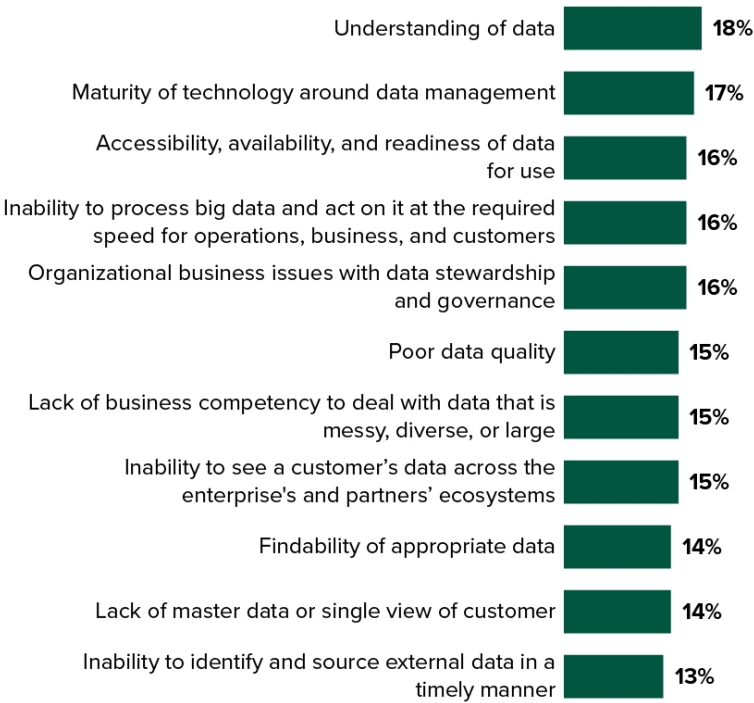 Understanding of data 18%
Maturity of technology around data management 17%
Accessibility, availability, and readiness of data
for use 16%
Inability to process big data and act on it at the required
speed for operations, business, and customers 16%
Organizational business issues with data stewardship
and governance 16%
Poor data quality 15%
Lack of business competency to deal with data that is
messy, diverse, or large 15%
Inability to see a customer’s data across the
enterprise's and partners’ ecosystems 15%
Findability of appropriate data 14%
Lack of master data or single view of customer 14%
Inability to identify and source external data in a
timely manner 13%